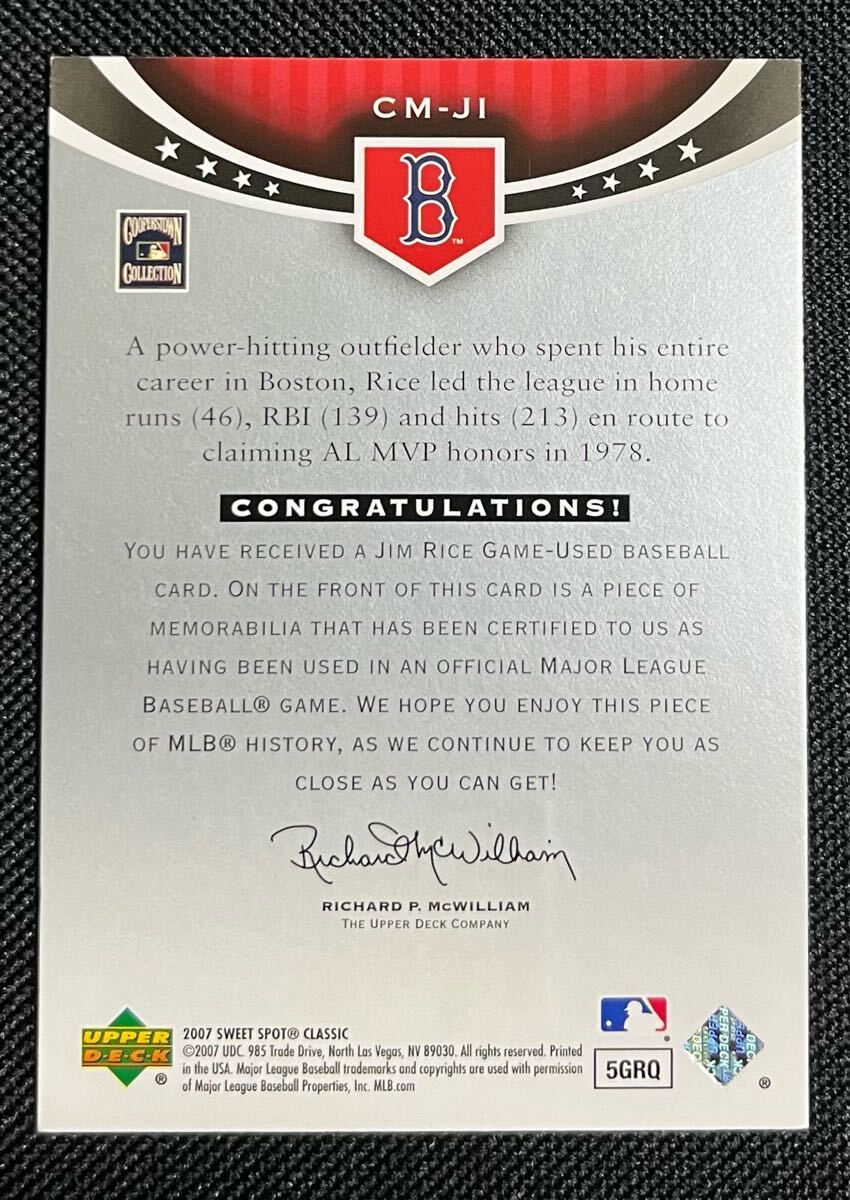 CM-JI
B
TM
COOPERSTOWN
COLLECTION
A power-hitting outfielder who spent his entire
career in Boston, Rice led the league in home
runs (46), RBI (139) and hits (213) en route to
claiming AL MVP honors in 1978.
CONGRATULATIONS!
YOU HAVE RECEIVED A JIM RICE GAME-USED BASEBALL
CARD. ON THE FRONT OF THIS CARD IS A PIECE OF
MEMORABILIA THAT HAS BEEN CERTIFIED TO US AS
HAVING BEEN USED IN AN OFFICIAL MAJOR LEAGUE
BASEBALL® GAME. WE HOPE YOU ENJOY THIS PIECE
OF MLB® HISTORY, AS WE CONTINUE TO KEEP YOU AS
CLOSE AS YOU CAN GET!
Richard McWilliam
RICHARD P. McWILLIAM
THE UPPER DECK COMPANY
UPPER
DECK
®
2007 SWEET SPOT® CLASSIC
©2007 UDC. 985 Trade Drive, North Las Vegas, NV 89030. All rights reserved. Printed
in the USA. Major League Baseball trademarks and copyrights are used with permission
of Major League Baseball Properties, Inc. MLB.com
®
5GRQ
UPPER DECK
®